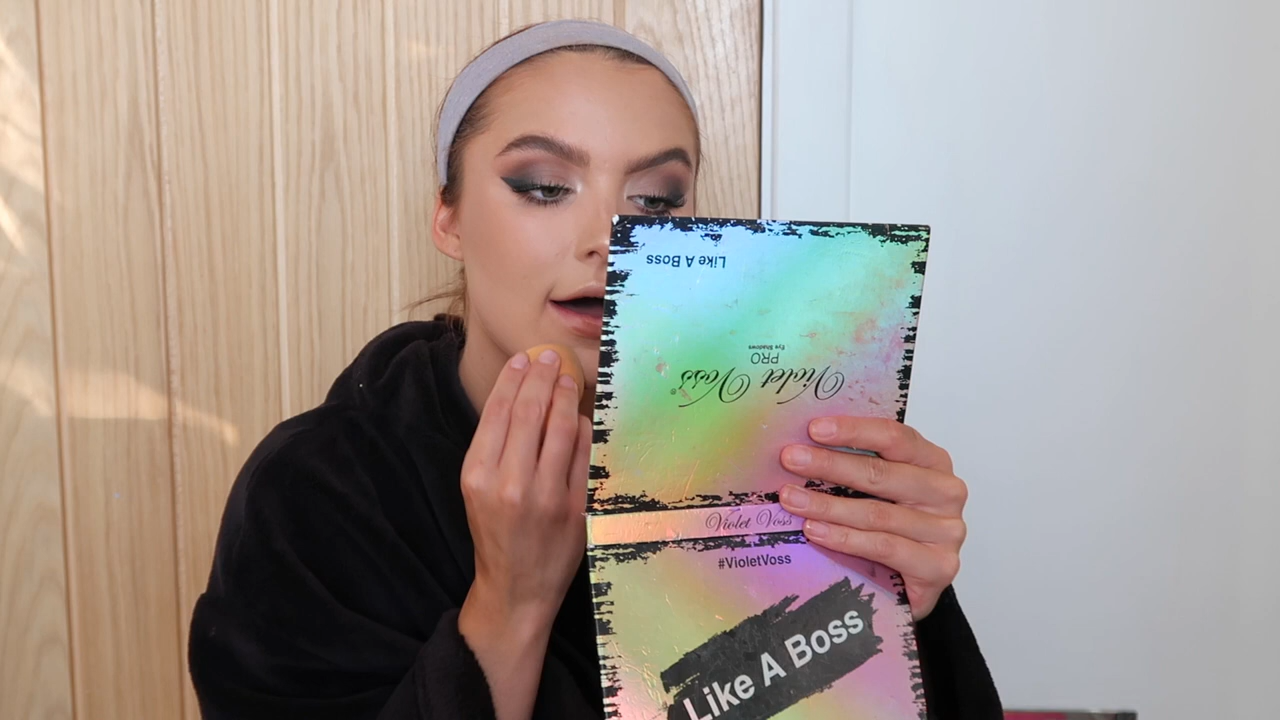 Like A Boss
Eye Shadows
PRO
Violet Voss®
Violet Voss
#VioletVoss
Like A Boss